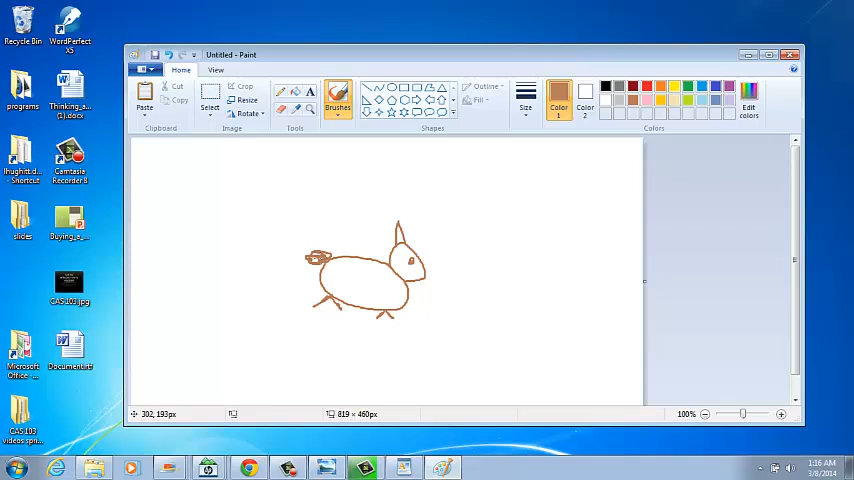 Recycle Bin
WordPerfect
X5
programs
Thinking_a...
(1).docx
lhughitt.d...
- Shortcut
Camtasia
Recorder 8
slides
Buying_a_...
CAS 103.jpg
Microsoft
Office - ...
Document.rtf
CAS 103
videos spri...
Untitled - Paint
Home
View
Paste
Cut
Copy
Clipboard
Select
Crop
Resize
Rotate
Image
A
Tools
Brushes
Outline
Fill
Shapes
Size
Color
1
Color
2
Edit
colors
Colors
302, 193px
819 × 460px
100%
1:16 AM
3/8/2014